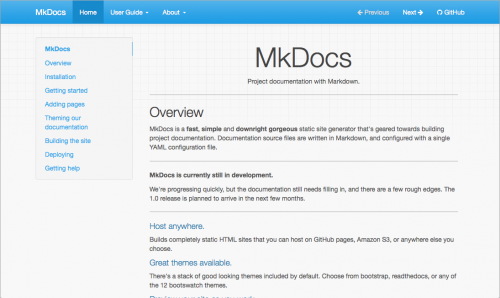 MkDocs Home User Guide About Previous Next GitHub
MkDocs
Overview
Installation
Getting started
Adding pages
Theming our
documentation
Building the site
Deploying
Getting help
MkDocs
Project documentation with Markdown.
Overview
MkDocs is a fast, simple and downright gorgeous static site generator that's geared towards building
project documentation. Documentation source files are written in Markdown, and configured with a single
YAML configuration file.
MkDocs is currently still in development.
We're progressing quickly, but the documentation still needs filling in, and there are a few rough edges. The
1.0 release is planned to arrive in the next few months.
Host anywhere.
Builds completely static HTML sites that you can host on GitHub pages, Amazon S3, or anywhere else you
choose.
Great themes available.
There's a stack of good looking themes included by default. Choose from bootstrap, readthedocs, or any of
the 12 bootswatch themes.